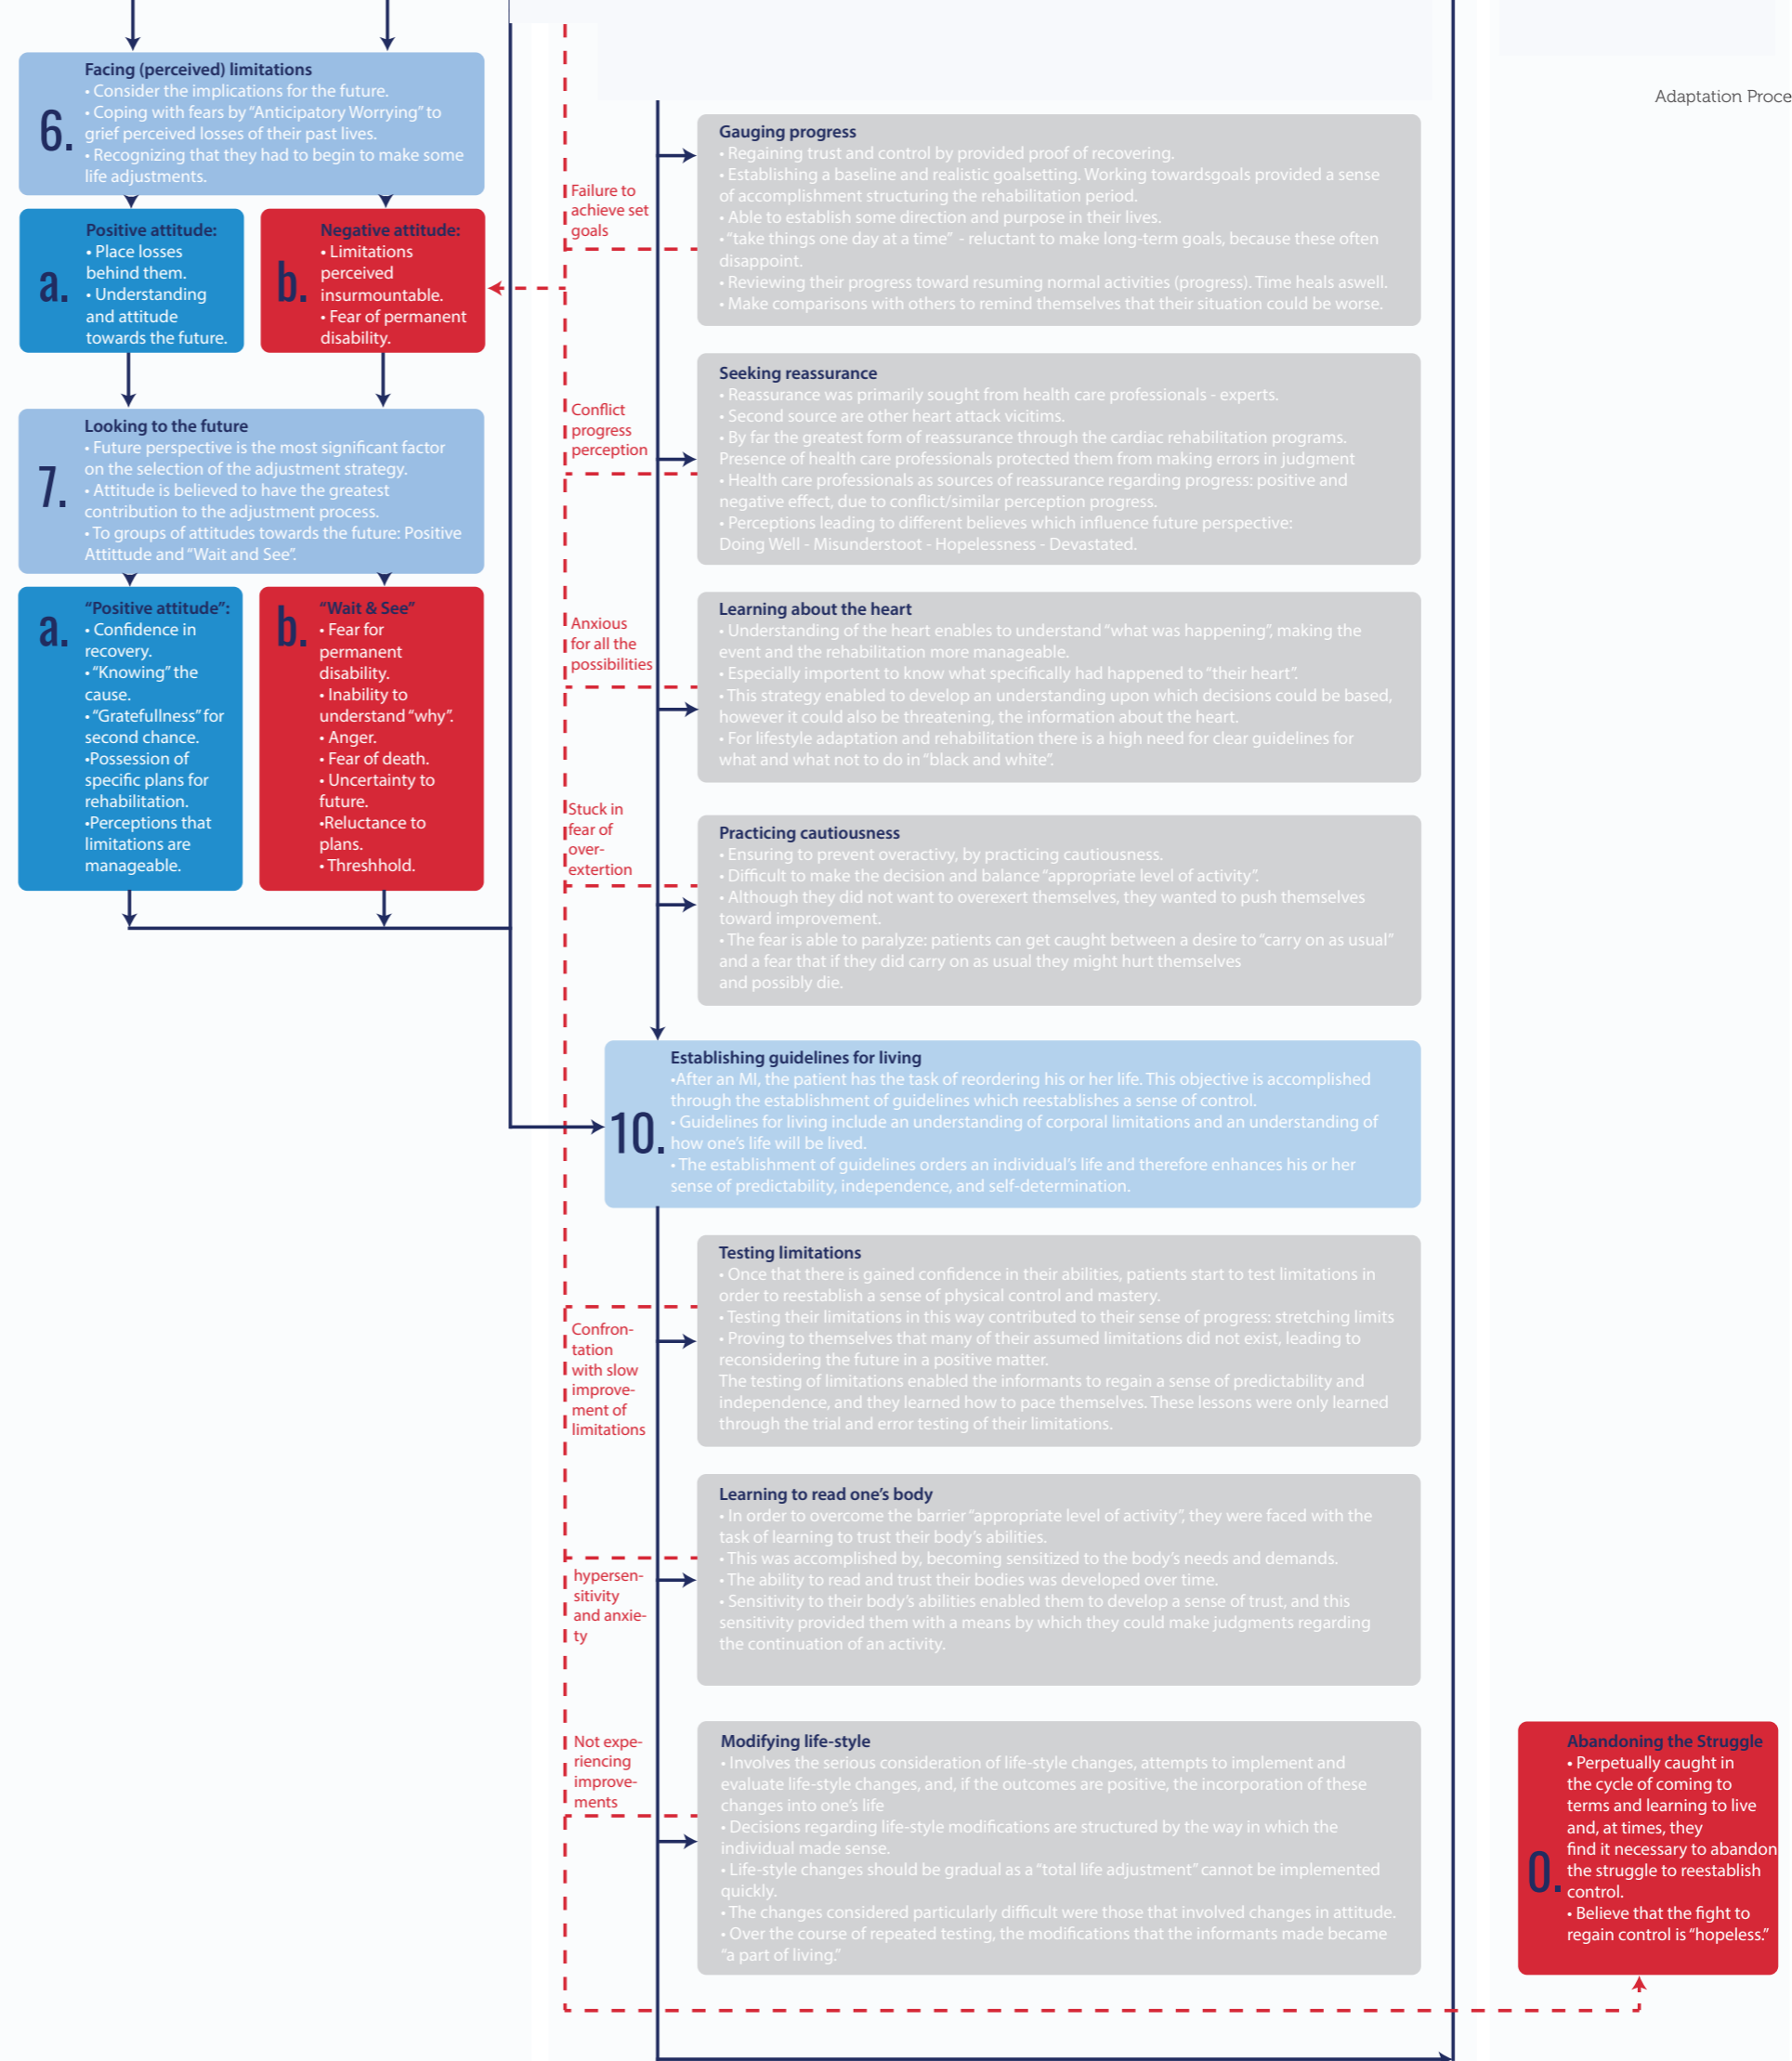 Adaptation Proce
6.
Facing (perceived) limitations
• Consider the implications for the future.
• Coping with fears by “Anticipatory Worrying” to
grief perceived losses of their past lives.
• Recognizing that they had to begin to make some
life adjustments.
a.
Positive attitude:
• Place losses
behind them.
• Understanding
and attitude
towards the future.
b.
Negative attitude:
• Limitations
perceived
insurmountable.
• Fear of permanent
disability.
7.
Looking to the future
• Future perspective is the most significant factor
on the selection of the adjustment strategy.
• Attitude is believed to have the greatest
contribution to the adjustment process.
• To groups of attitudes towards the future: Positive
Attittude and “Wait and See”.
a.
“Positive attitude”:
• Confidence in
recovery.
• “Knowing” the
cause.
• “Gratefullness” for
second chance.
•Possession of
specific plans for
rehabilitation.
•Perceptions that
limitations are
manageable.
b.
“Wait & See”
• Fear for
permanent
disability.
• Inability to
understand “why”.
• Anger.
• Fear of death.
• Uncertainty to
future.
•Reluctance to
plans.
• Threshhold.
Failure to
achieve set
goals
Gauging progress
• Regaining trust and control by provided proof of recovering.
• Establishing a baseline and realistic goalsetting. Working towardsgoals provided a sense
of accomplishment structuring the rehabilitation period.
• Able to establish some direction and purpose in their lives.
• “take things one day at a time” - reluctant to make long-term goals, because these often
disappoint.
• Reviewing their progress toward resuming normal activities (progress). Time heals aswell.
• Make comparisons with others to remind themselves that their situation could be worse.
Conflict
progress
perception
Seeking reassurance
• Reassurance was primarily sought from health care professionals - experts.
• Second source are other heart attack vicitims.
• By far the greatest form of reassurance through the cardiac rehabilitation programs.
Presence of health care professionals protected them from making errors in judgment
• Health care professionals as sources of reassurance regarding progress: positive and
negative effect, due to conflict/similar perception progress.
• Perceptions leading to different believes which influence future perspective:
Doing Well - Misunderstoot - Hopelessness - Devastated.
Anxious
for all the
possibilities
Learning about the heart
• Understanding of the heart enables to understand “what was happening”, making the
event and the rehabilitation more manageable.
• Especially importent to know what specifically had happened to “their heart”.
• This strategy enabled to develop an understanding upon which decisions could be based,
however it could also be threatening, the information about the heart.
• For lifestyle adaptation and rehabilitation there is a high need for clear guidelines for
what and what not to do in “black and white”.
Stuck in
fear of
over-
extertion
Practicing cautiousness
• Ensuring to prevent overactivy, by practicing cautiousness.
• Difficult to make the decision and balance “appropriate level of activity”.
• Although they did not want to overexert themselves, they wanted to push themselves
toward improvement.
• The fear is able to paralyze: patients can get caught between a desire to “carry on as usual”
and a fear that if they did carry on as usual they might hurt themselves
and possibly die.
10.
Establishing guidelines for living
•After an MI, the patient has the task of reordering his or her life. This objective is accomplished
through the establishment of guidelines which reestablishes a sense of control.
• Guidelines for living include an understanding of corporal limitations and an understanding of
how one’s life will be lived.
• The establishment of guidelines orders an individual’s life and therefore enhances his or her
sense of predictability, independence, and self-determination.
Confron-
tation
with slow
improve-
ment of
limitations
Testing limitations
• Once that there is gained confidence in their abilities, patients start to test limitations in
order to reestablish a sense of physical control and mastery.
• Testing their limitations in this way contributed to their sense of progress: stretching limits
• Proving to themselves that many of their assumed limitations did not exist, leading to
reconsidering the future in a positive matter.
The testing of limitations enabled the informants to regain a sense of predictability and
independence, and they learned how to pace themselves. These lessons were only learned
through the trial and error testing of their limitations.
hypersen-
sitivity
and anxie-
ty
Learning to read one’s body
• In order to overcome the barrier “appropriate level of activity”, they were faced with the
task of learning to trust their body’s abilities.
• This was accomplished by, becoming sensitized to the body’s needs and demands.
• The ability to read and trust their bodies was developed over time.
• Sensitivity to their body’s abilities enabled them to develop a sense of trust, and this
sensitivity provided them with a means by which they could make judgments regarding
the continuation of an activity.
Not expe-
riencing
improve-
ments
Modifying life-style
• Involves the serious consideration of life-style changes, attempts to implement and
evaluate life-style changes, and, if the outcomes are positive, the incorporation of these
changes into one’s life
• Decisions regarding life-style modifications are structured by the way in which the
individual made sense.
• Life-style changes should be gradual as a “total life adjustment” cannot be implemented
quickly.
• The changes considered particularly difficult were those that involved changes in attitude.
• Over the course of repeated testing, the modifications that the informants made became
“a part of living.”
0.
Abandoning the Struggle
• Perpetually caught in
the cycle of coming to
terms and learning to live
and, at times, they
find it necessary to abandon
the struggle to reestablish
control.
• Believe that the fight to
regain control is “hopeless.”